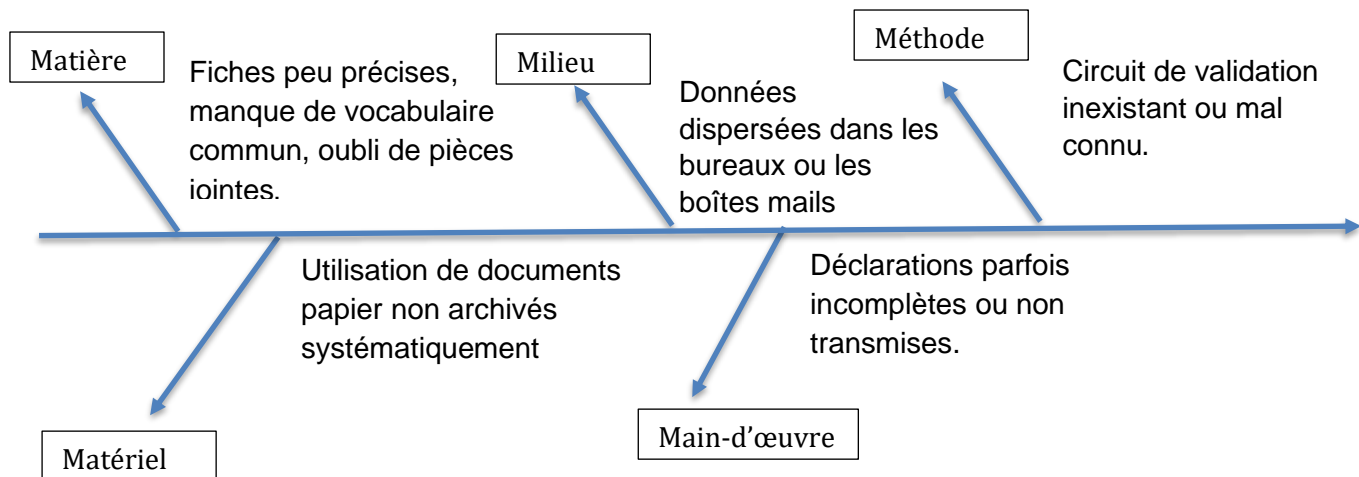 Matière
Fiches peu précises,
manque de vocabulaire
commun, oubli de pièces
jointes.
Milieu
Données
dispersées dans les
bureaux ou les
boîtes mails
Méthode
Circuit de validation
inexistant ou mal
connu.
Utilisation de documents
papier non archivés
systématiquement
Matériel
Déclarations parfois
incomplètes ou non
transmises.
Main-d’œuvre